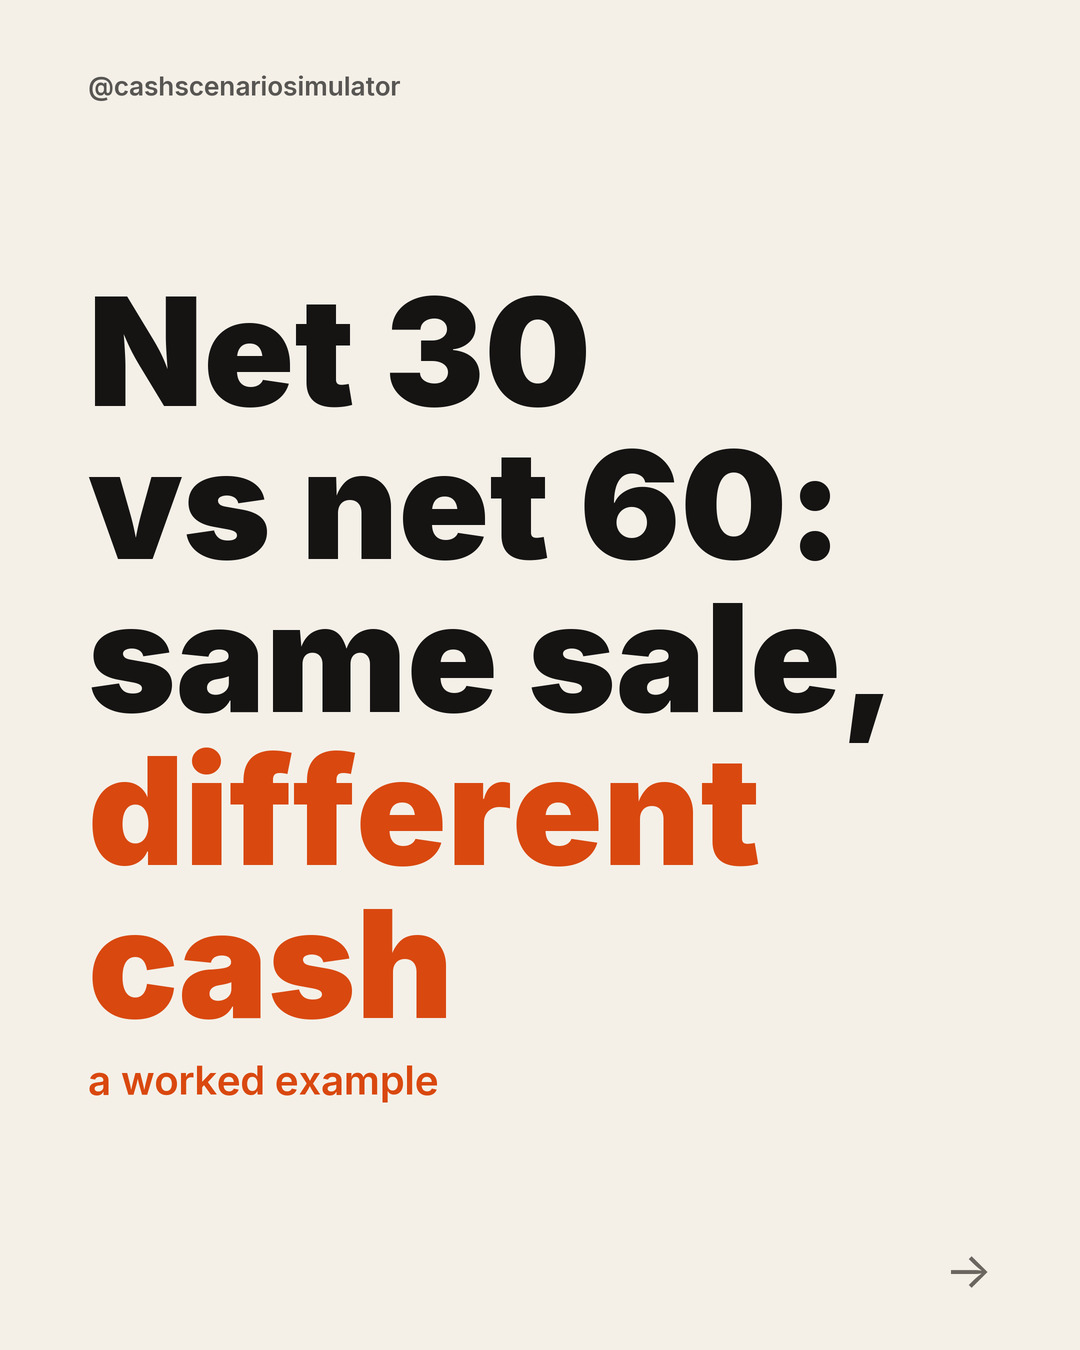 @cashscenariosimulator
Net 30
vs net 60:
same sale,
different
cash
a worked example